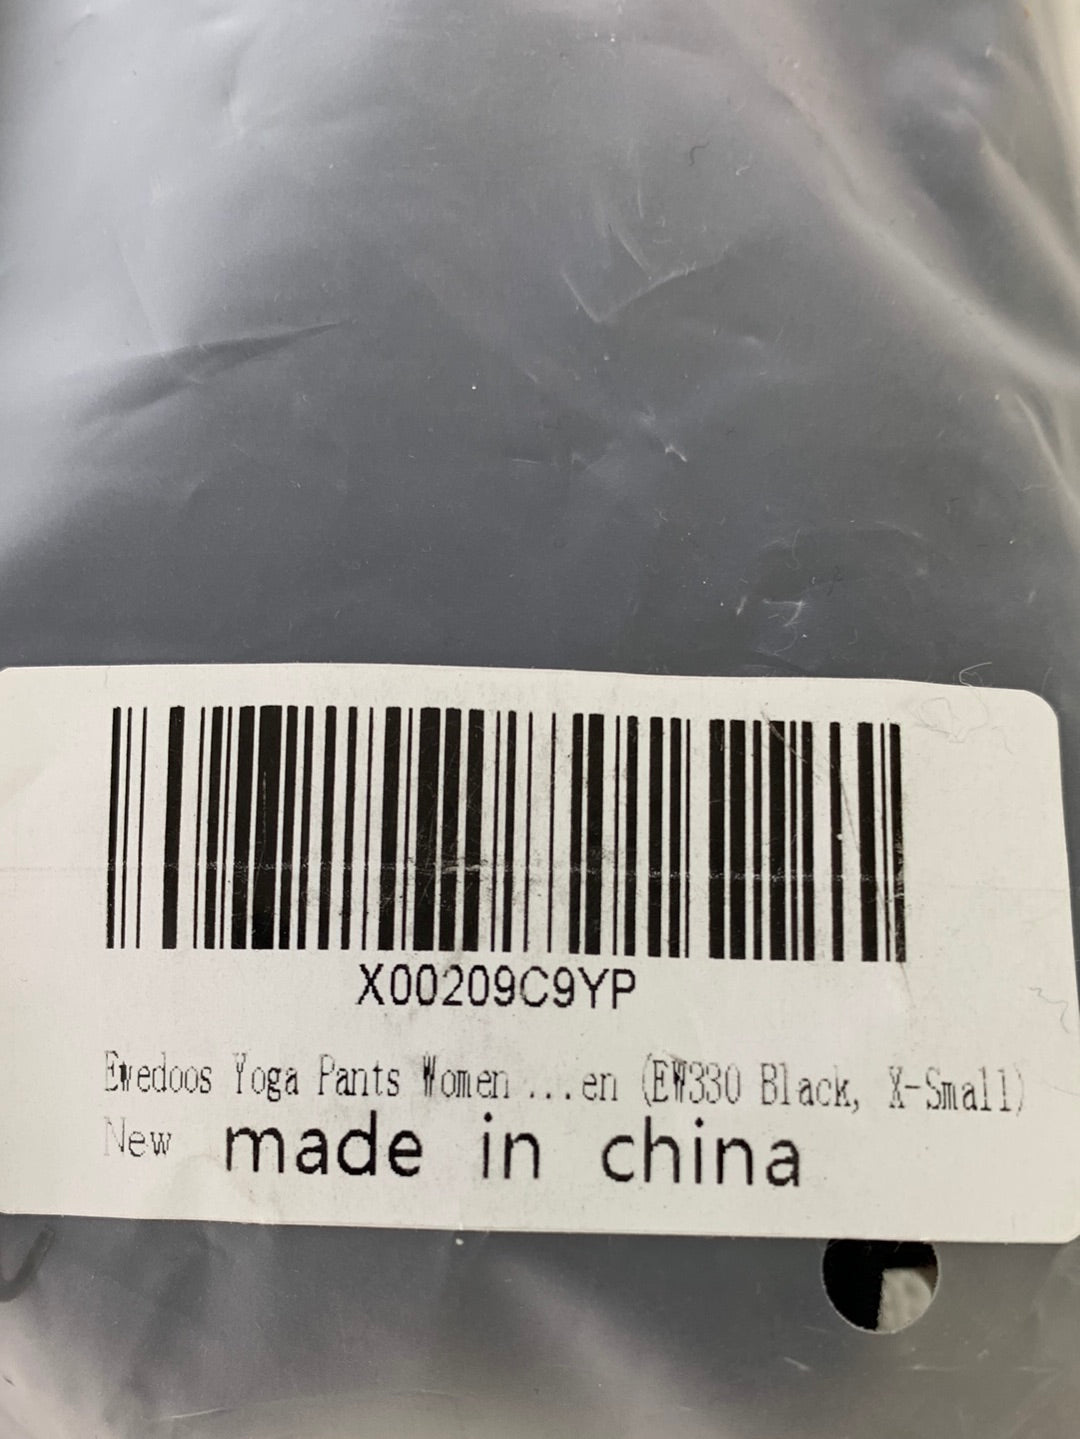 X00209C9YP
Ewedoos Yoga Pants Women ...en (EW330 Black, X-Small)
New made in china